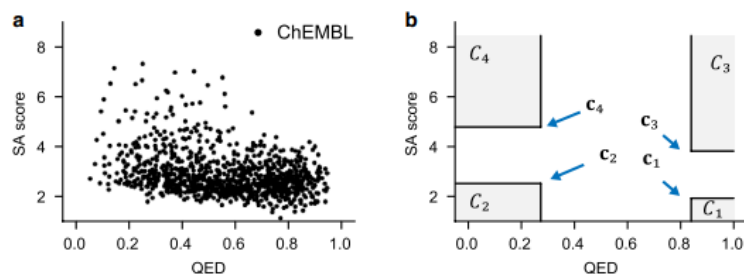 a
ChEMBL
8
6
4
2
SA score
0.0 0.2 0.4 0.6 0.8 1.0
QED
b
8
6
4
2
SA score
C₄
C₃
c₄
c₃
c₂
c₁
C₂
C₁
0.0 0.2 0.4 0.6 0.8 1.0
QED